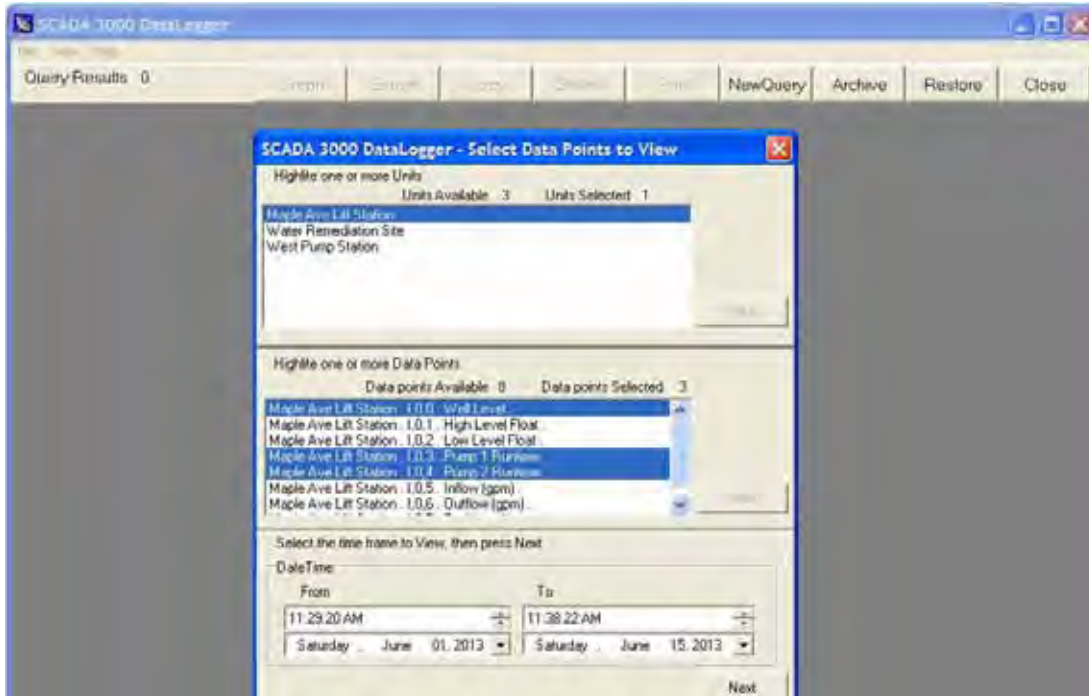 SCADA 3000 DataLogger
Query Results 0
NewQuery
Archive
Restore
Close
SCADA 3000 DataLogger - Select Data Points to View
Highlite one or more Units
Units Available 3 Units Selected 1
Maple Ave Lift Station
Water Remediation Site
West Pump Station
Highlite one or more Data Points
Data points Available 8 Data points Selected 3
Maple Ave Lift Station . I,0,0 . Well Level .
Maple Ave Lift Station . I,0,1 . High Level Float .
Maple Ave Lift Station . I,0,2 . Low Level Float .
Maple Ave Lift Station . I,0,3 . Pump 1 Runtime
Maple Ave Lift Station . I,0,4 . Pump 2 Runtime
Maple Ave Lift Station . I,0,5 . Inflow (gpm) .
Maple Ave Lift Station . I,0,6 . Outflow (gpm) .
Select the time frame to View, then press Next
DateTime
From
To
11:29:20 AM
11:38:22 AM
Saturday , June 01, 2013
Saturday , June 15, 2013
Next